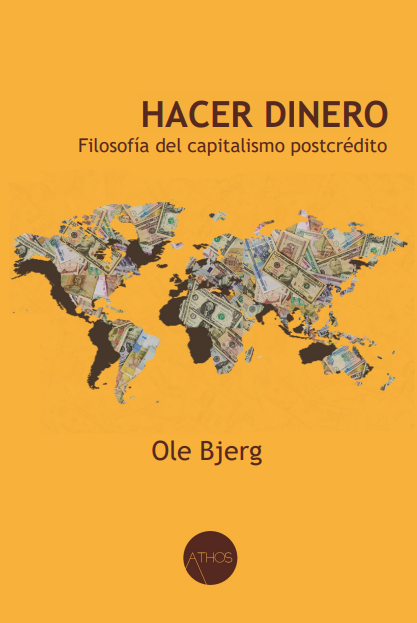 HACER DINERO
Filosofía del capitalismo postcrédito
Ole Bjerg
ATHOS